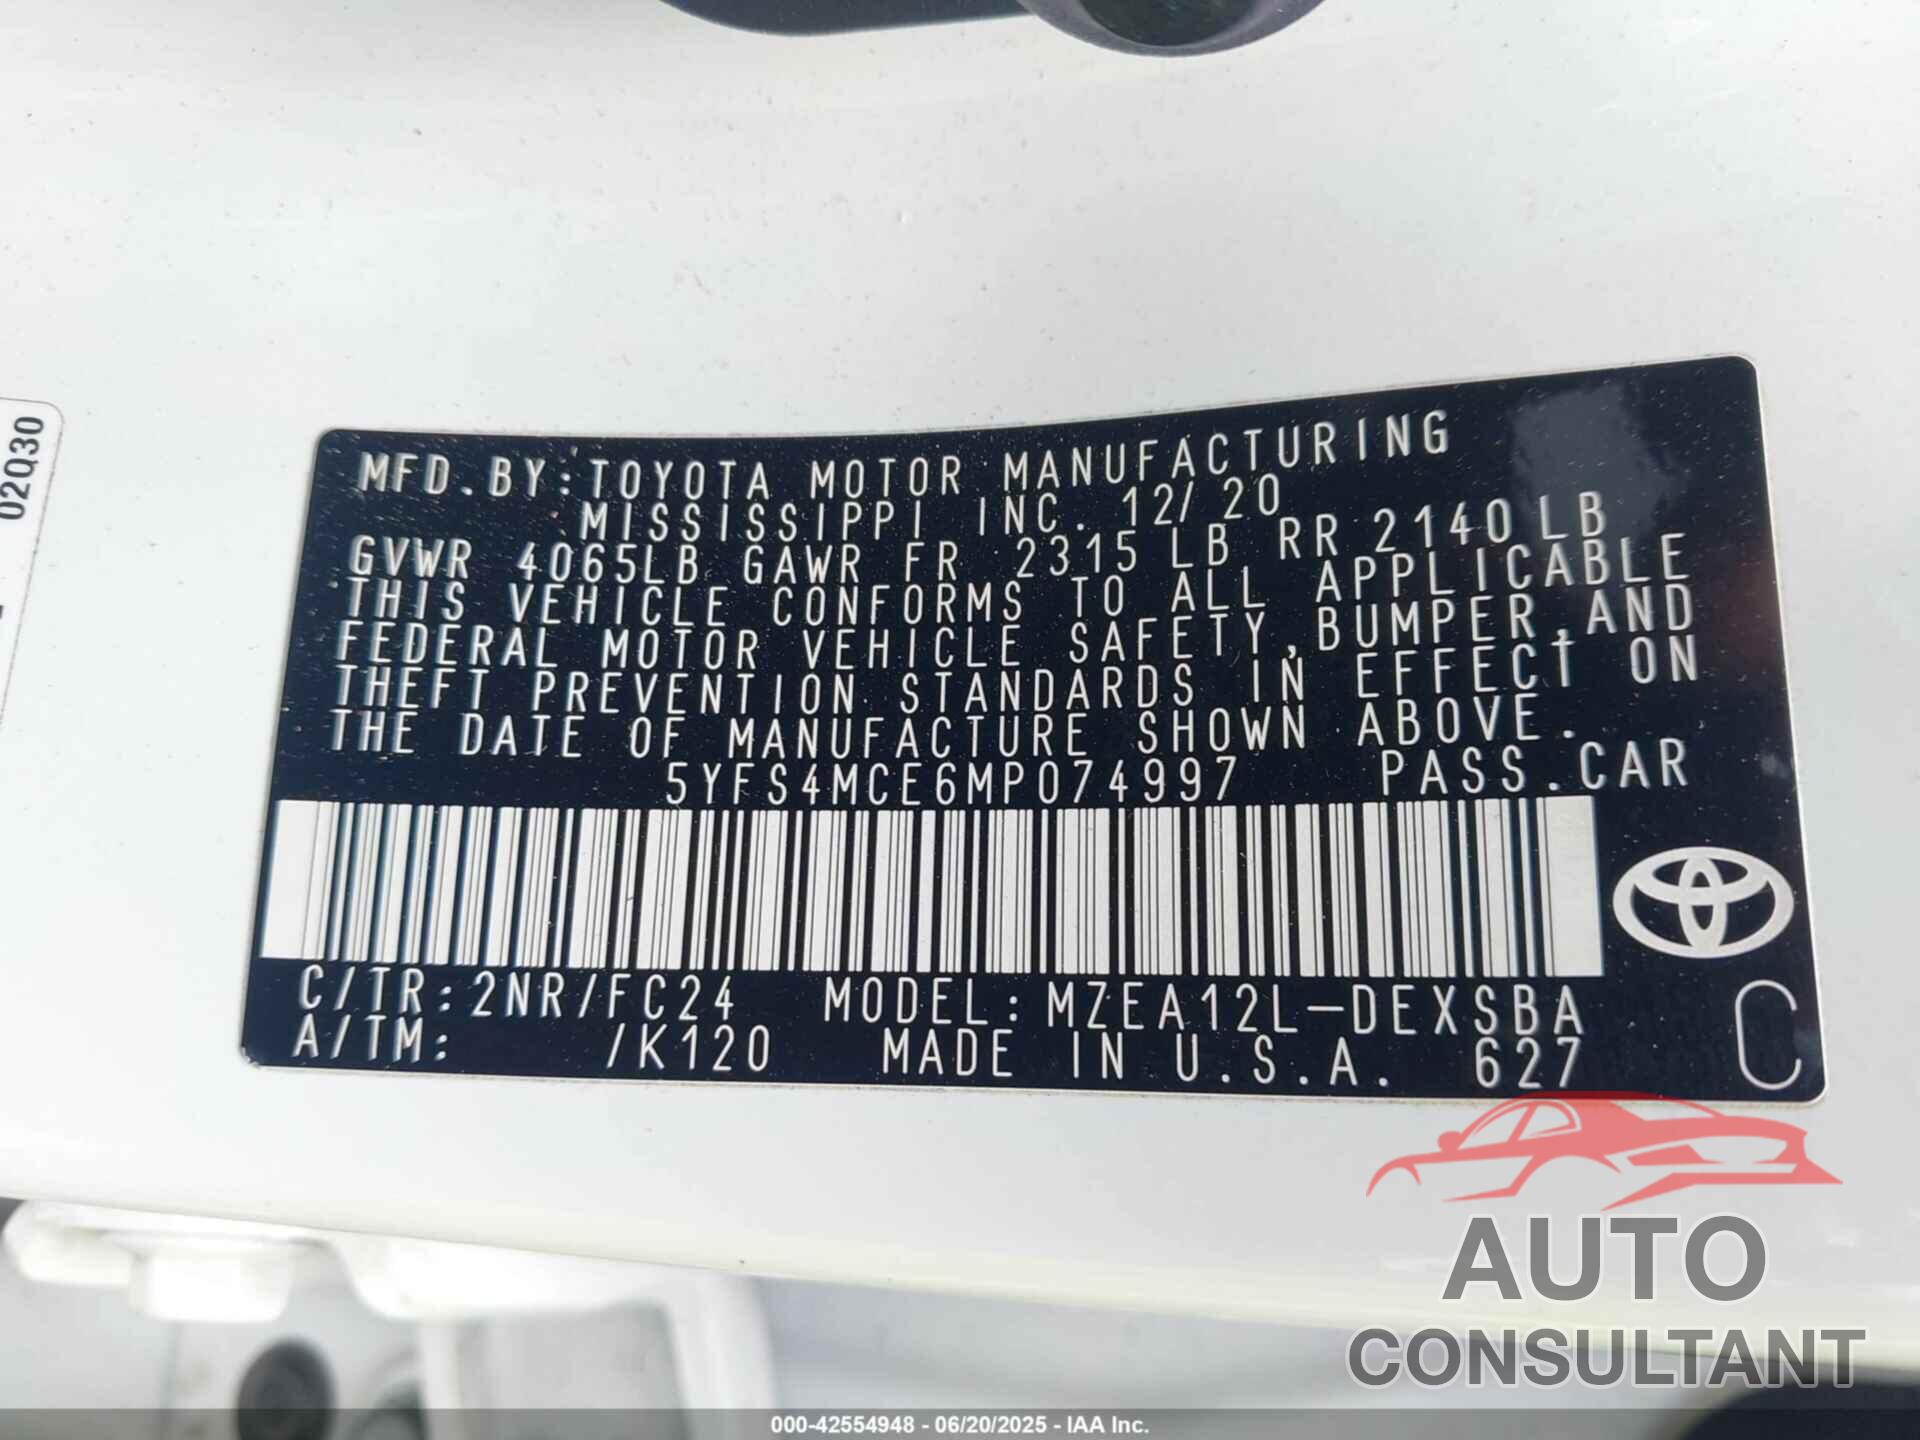 02Q30
MFD.BY:TOYOTA MOTOR MANUFACTURING
MISSISSIPPI INC. 12/20
GVWR 4065LB GAWR FR 2315LB RR 2140LB
THIS VEHICLE CONFORMS TO ALL APPLICABLE
FEDERAL MOTOR VEHICLE SAFETY,BUMPER,AND
THEFT PREVENTION STANDARDS IN EFFECT ON
THE DATE OF MANUFACTURE SHOWN ABOVE.
5YFS4MCE6MP074997 PASS.CAR
C/TR:2NR/FC24 MODEL:MZEA12L-DEXSBA
A/TM: /K120 MADE IN U.S.A. 627
C
AUTO
CONSULTANT
000-42554948 - 06/20/2025 - IAA Inc.